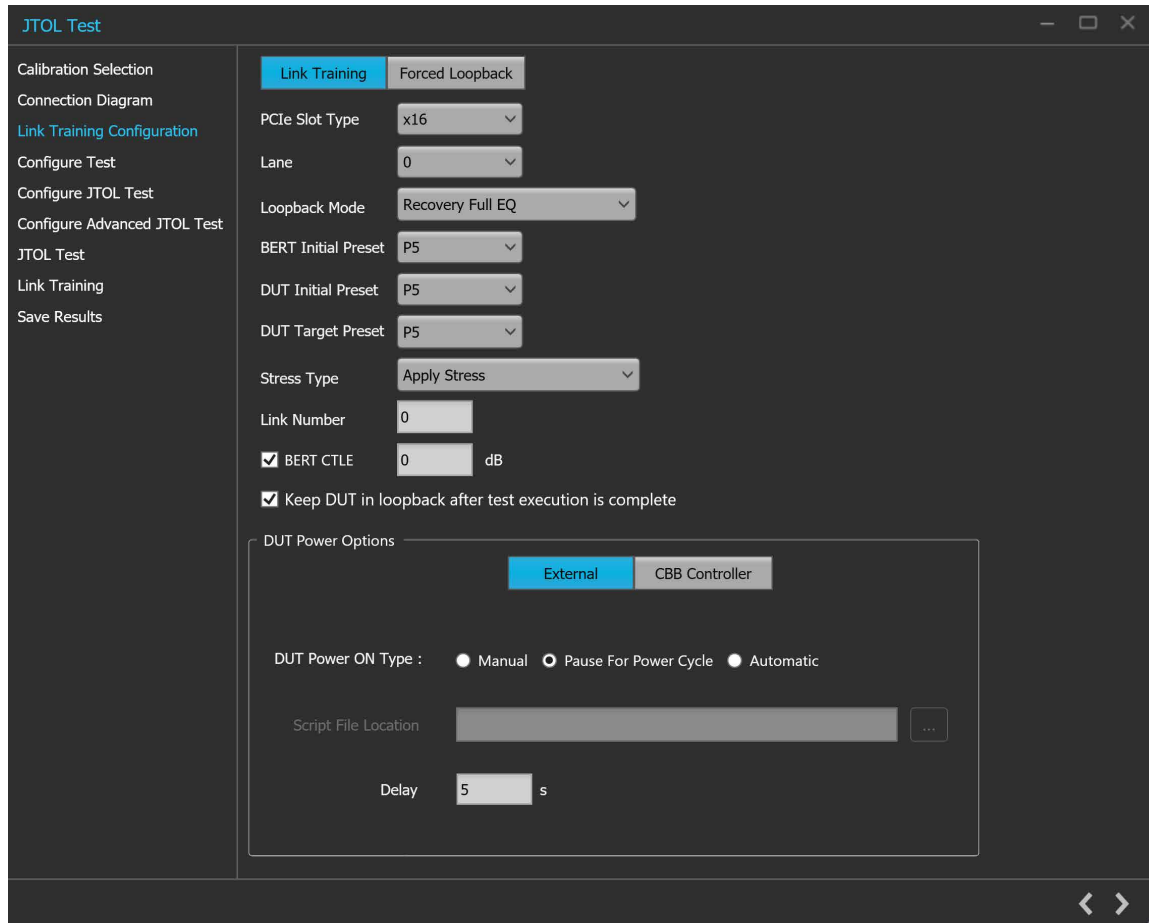 JTOL Test
Calibration Selection
Connection Diagram
Link Training Configuration
Configure Test
Configure JTOL Test
Configure Advanced JTOL Test
JTOL Test
Link Training
Save Results
Link Training Forced Loopback
PCIe Slot Type x16
Lane 0
Loopback Mode Recovery Full EQ
BERT Initial Preset P5
DUT Initial Preset P5
DUT Target Preset P5
Stress Type Apply Stress
Link Number 0
BERT CTLE 0 dB
Keep DUT in loopback after test execution is complete
DUT Power Options
External CBB Controller
DUT Power ON Type : Manual Pause For Power Cycle Automatic
Script File Location ...
Delay 5 s